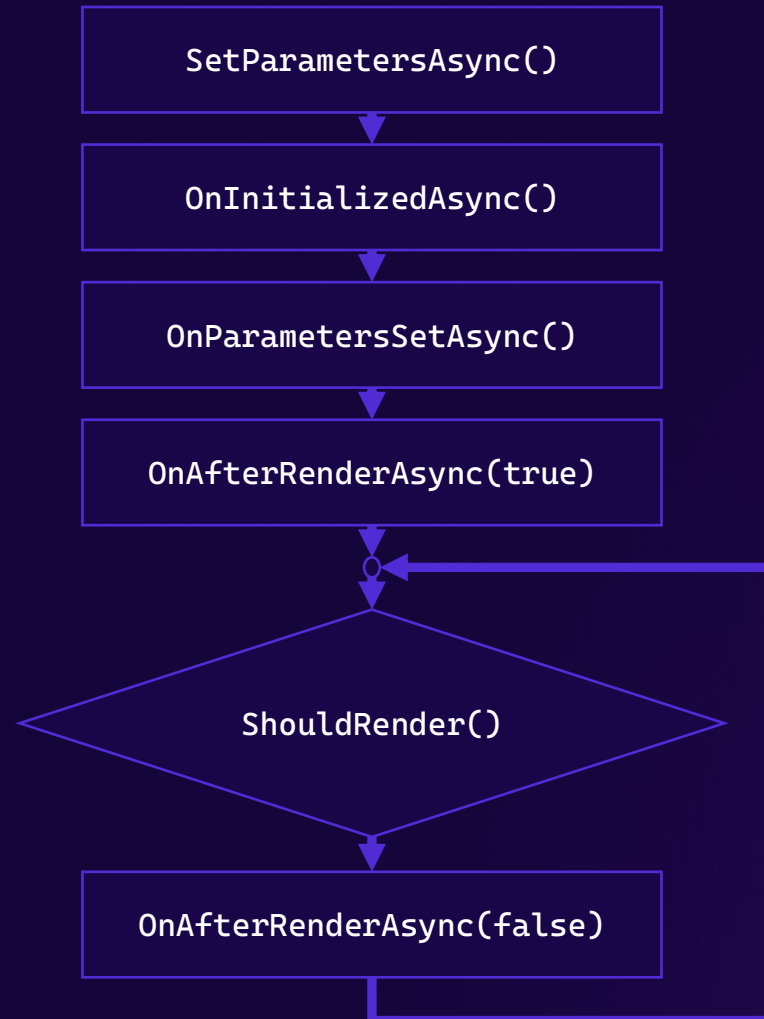 SetParametersAsync()
OnInitializedAsync()
OnParametersSetAsync()
OnAfterRenderAsync(true)
ShouldRender()
OnAfterRenderAsync(false)